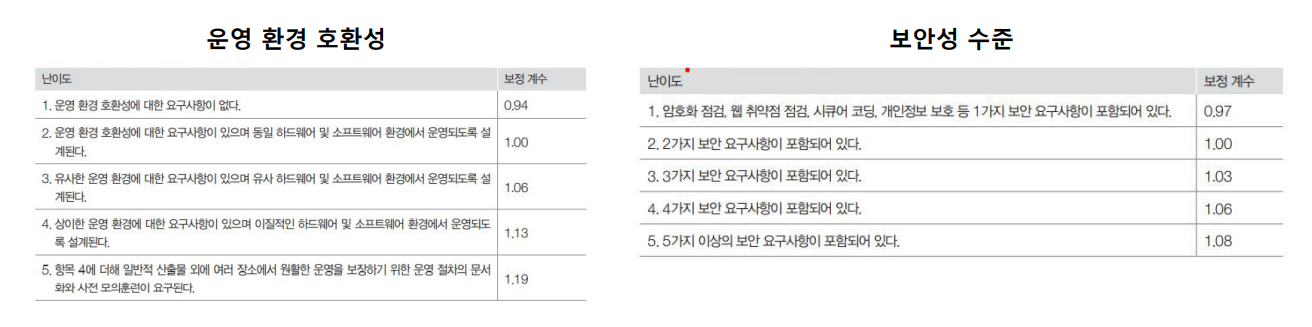 운영 환경 호환성
난이도 보정 계수
1. 운영 환경 호환성에 대한 요구사항이 없다. 0.94
2. 운영 환경 호환성에 대한 요구사항이 있으며 동일 하드웨어 및 소프트웨어 환경에서 운영되도록 설
계된다. 1.00
3. 유사한 운영 환경에 대한 요구사항이 있으며 유사 하드웨어 및 소프트웨어 환경에서 운영되도록 설
계된다. 1.06
4. 상이한 운영 환경에 대한 요구사항이 있으며 이질적인 하드웨어 및 소프트웨어 환경에서 운영되도
록 설계된다. 1.13
5. 항목 4에 더해 일반적 산출물 외에 여러 장소에서 원활한 운영을 보장하기 위한 운영 절차의 문서
화와 사전 모의훈련이 요구된다. 1.19
보안성 수준
난이도 보정 계수
1. 암호화 점검, 웹 취약점 점검, 시큐어 코딩, 개인정보 보호 등 1가지 보안 요구사항이 포함되어 있다. 0.97
2. 2가지 보안 요구사항이 포함되어 있다. 1.00
3. 3가지 보안 요구사항이 포함되어 있다. 1.03
4. 4가지 보안 요구사항이 포함되어 있다. 1.06
5. 5가지 이상의 보안 요구사항이 포함되어 있다. 1.08